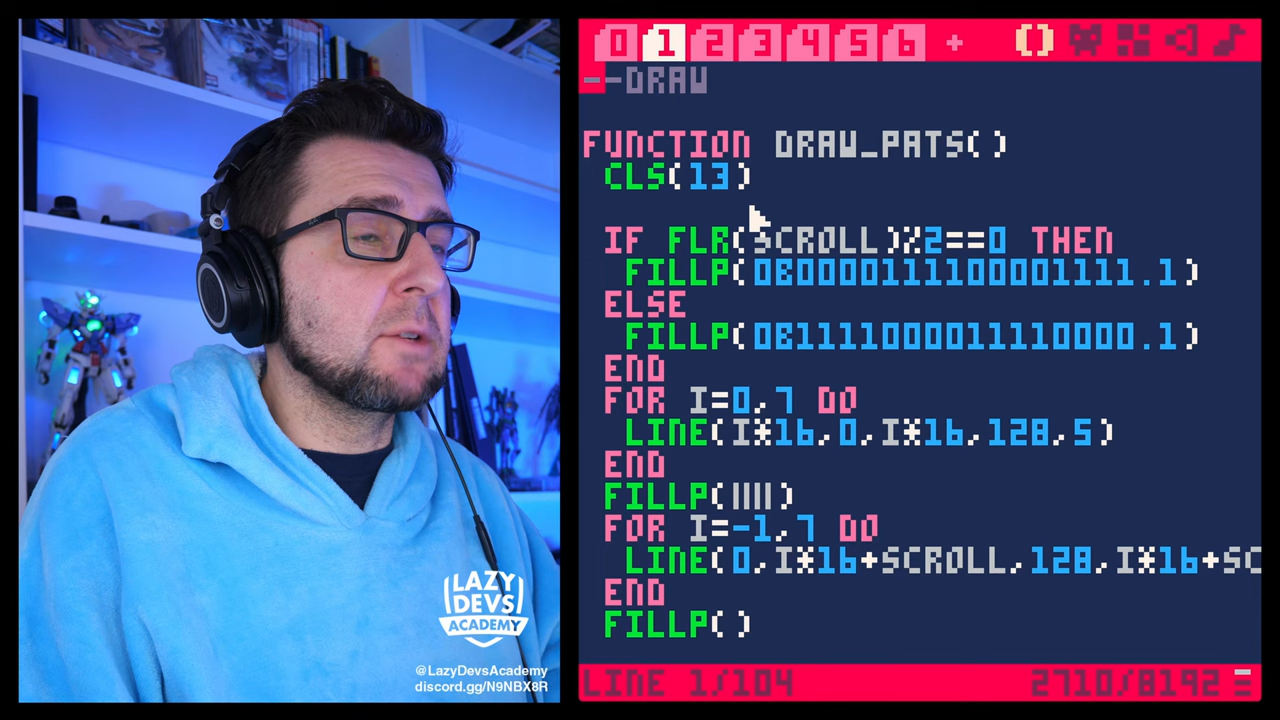 LAZY
DEVS
ACADEMY
@LazyDevsAcademy
discord.gg/N9NBX8R
0 1 2 3 4 5 6 +
--DRAW
FUNCTION DRAW_PATS()
CLS(13)
IF FLR(SCROLL)%2==0 THEN
FILLP(0B0000111100001111.1)
ELSE
FILLP(0B1111000011110000.1)
END
FOR I=0,7 DO
LINE(I*16,0,I*16,128,5)
END
FILLP(||||)
FOR I=-1,7 DO
LINE(0,I*16+SCROLL,128,I*16+SC
END
FILLP()
LINE 1/104
2710/8192